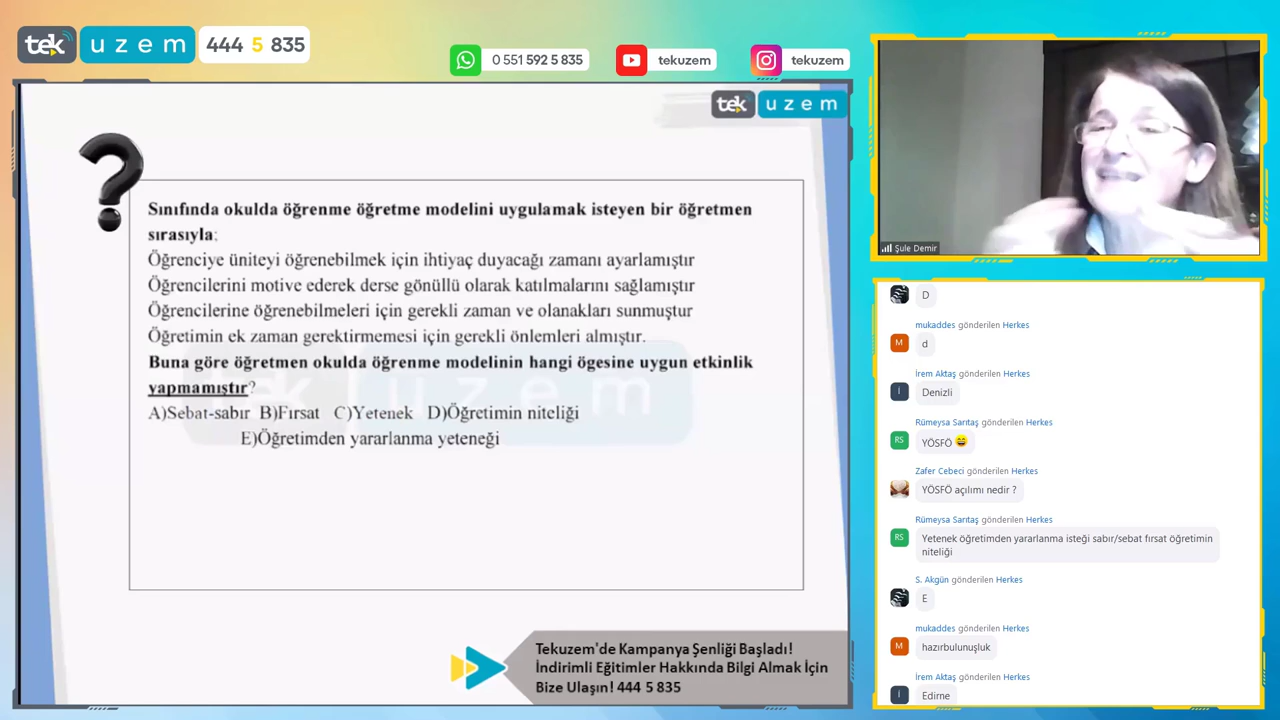 tek uzem 444 5 835
0 551 592 5 835
tekuzem
tekuzem
tek uzem
?
Sınıfında okulda öğrenme öğretme modelini uygulamak isteyen bir öğretmen
sırasıyla;
Öğrenciye üniteyi öğrenebilmek için ihtiyaç duyacağı zamanı ayarlamıştır
Öğrencilerini motive ederek derse gönüllü olarak katılmalarını sağlamıştır
Öğrencilerine öğrenebilmeleri için gerekli zaman ve olanakları sunmuştur
Öğretimin ek zaman gerektirmemesi için gerekli önlemleri almıştır.
Buna göre öğretmen okulda öğrenme modelinin hangi ögesine uygun etkinlik
yapmamıştır?
A)Sebat-sabır B)Fırsat C)Yetenek D)Öğretimin niteliği
E)Öğretimden yararlanma yeteneği
Tekuzem'de Kampanya Şenliği Başladı!
İndirimli Eğitimler Hakkında Bilgi Almak İçin
Bize Ulaşın! 444 5 835
Şule Demir
D
mukaddes gönderilen Herkes
M
d
İrem Aktaş gönderilen Herkes
İ
Denizli
Rümeysa Sarıtaş gönderilen Herkes
RS
YÖSFÖ 😄
Zafer Cebeci gönderilen Herkes
YÖSFÖ açılımı nedir ?
Rümeysa Sarıtaş gönderilen Herkes
RS
Yetenek öğretimden yararlanma isteği sabır/sebat fırsat öğretimin
niteliği
S. Akgün gönderilen Herkes
E
mukaddes gönderilen Herkes
M
hazırbulunuşluk
İrem Aktaş gönderilen Herkes
İ
Edirne